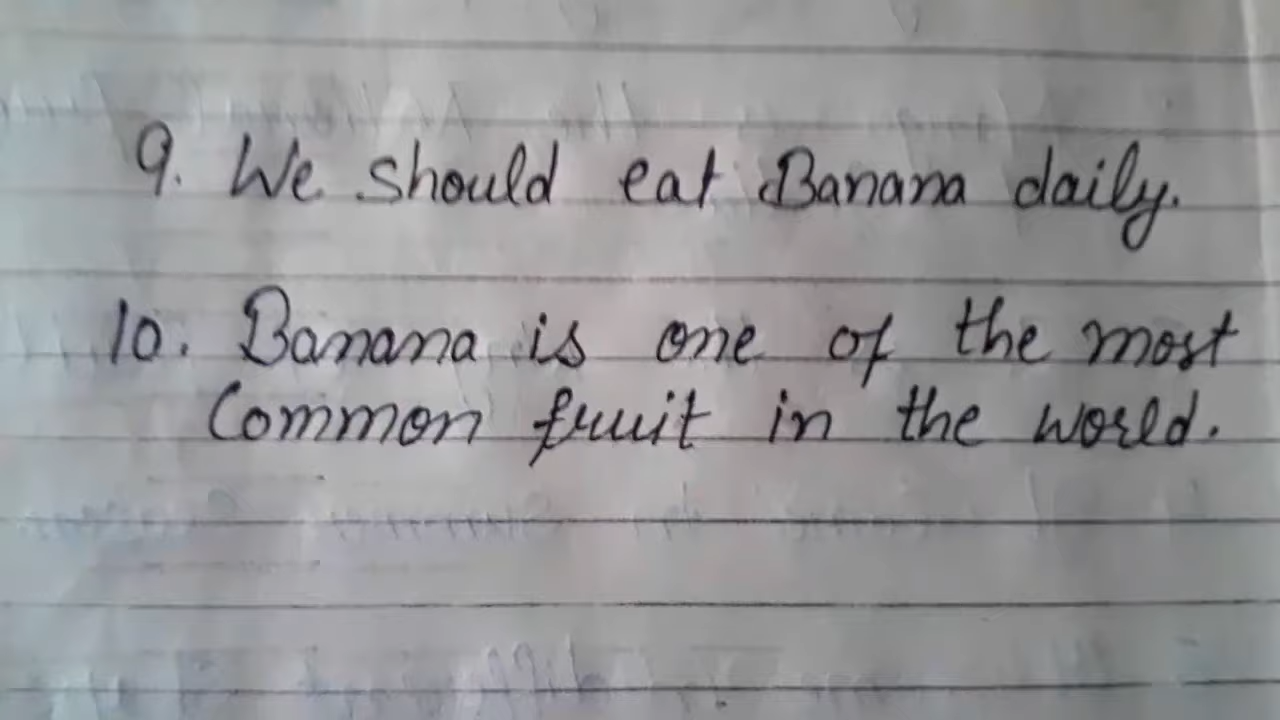 9. We should eat Banana daily.
10. Banana is one of the most
Common fruit in the world.